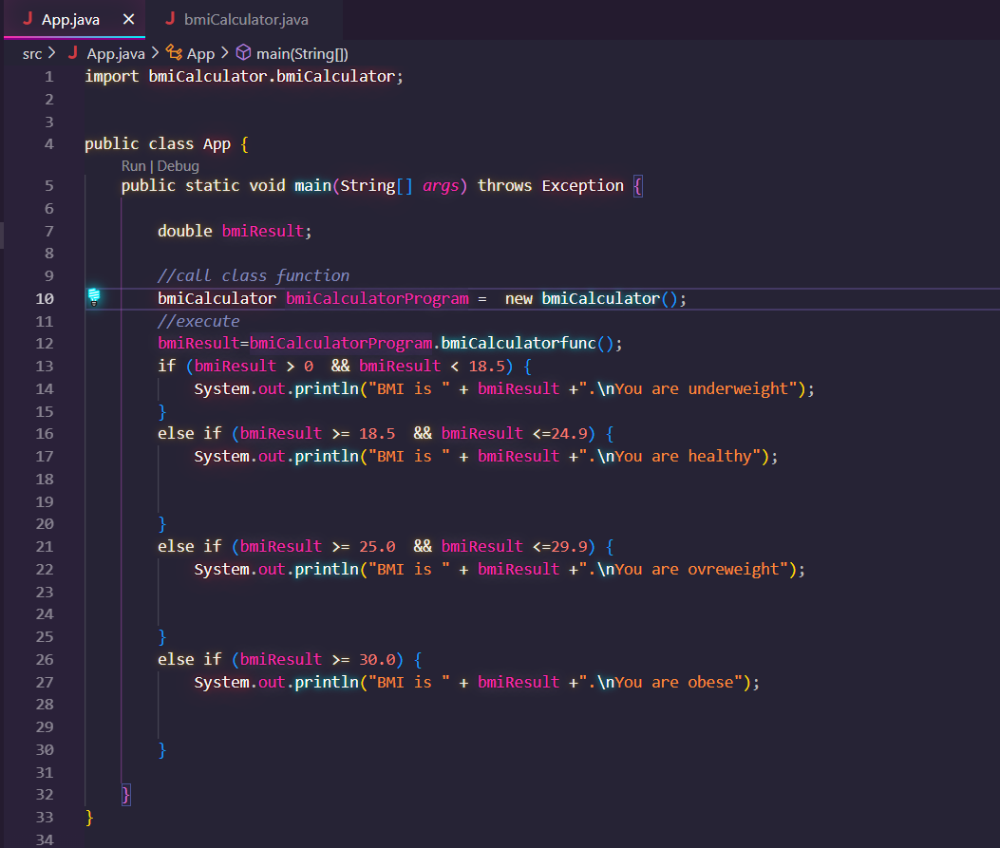 J App.java × J bmiCalculator.java
src > J App.java > App > main(String[])
1 import bmiCalculator.bmiCalculator;
2
3
4 public class App {
Run | Debug
5 public static void main(String[] args) throws Exception {
6
7 double bmiResult;
8
9 //call class function
10 bmiCalculator bmiCalculatorProgram =  new bmiCalculator();
11 //execute
12 bmiResult=bmiCalculatorProgram.bmiCalculatorfunc();
13 if (bmiResult > 0  && bmiResult < 18.5) {
14 System.out.println("BMI is " + bmiResult +".\nYou are underweight");
15 }
16 else if (bmiResult >= 18.5  && bmiResult <=24.9) {
17 System.out.println("BMI is " + bmiResult +".\nYou are healthy");
18
19
20 }
21 else if (bmiResult >= 25.0  && bmiResult <=29.9) {
22 System.out.println("BMI is " + bmiResult +".\nYou are ovreweight");
23
24
25 }
26 else if (bmiResult >= 30.0) {
27 System.out.println("BMI is " + bmiResult +".\nYou are obese");
28
29
30 }
31
32 }
33 }
34